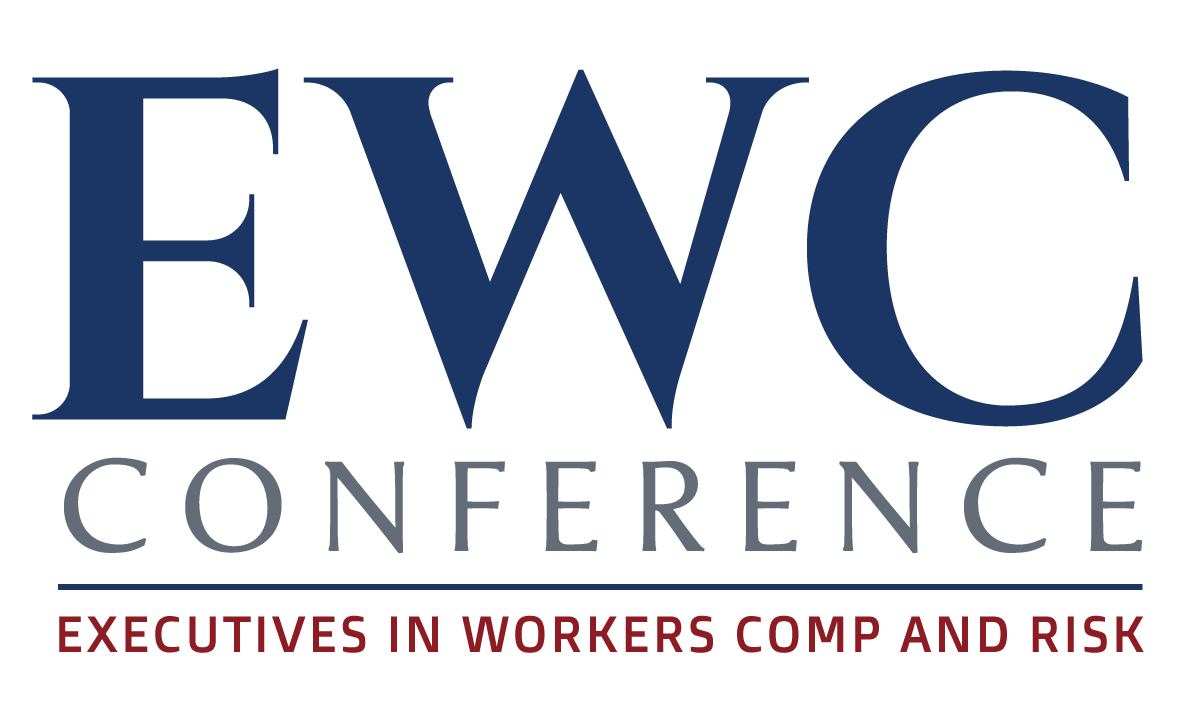 EWC
CONFERENCE
EXECUTIVES IN WORKERS COMP AND RISK